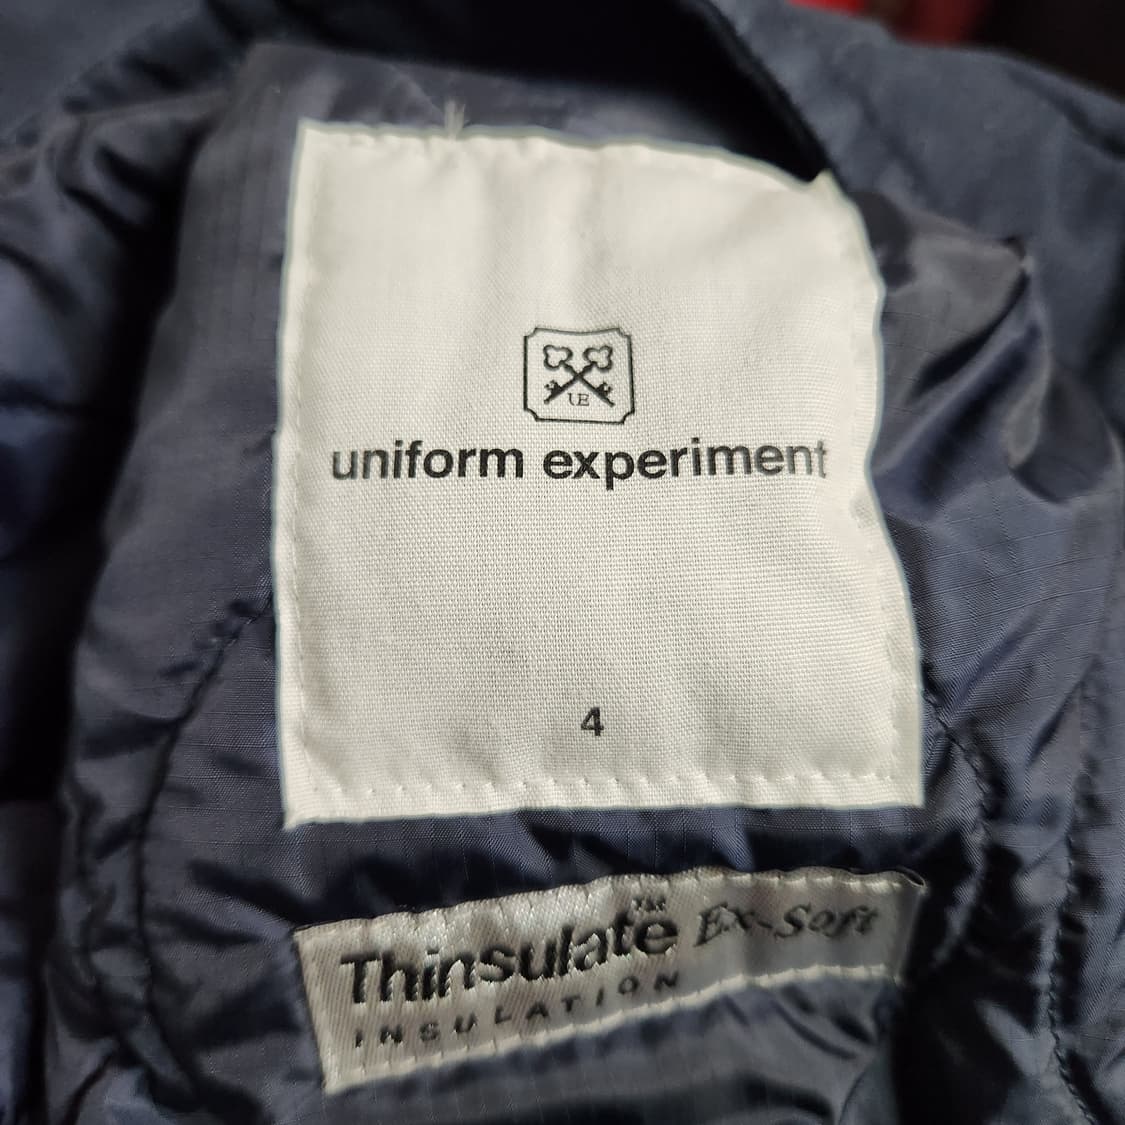 UE
uniform experiment
4
Thinsulate™ Ex-Soft
INSULATION